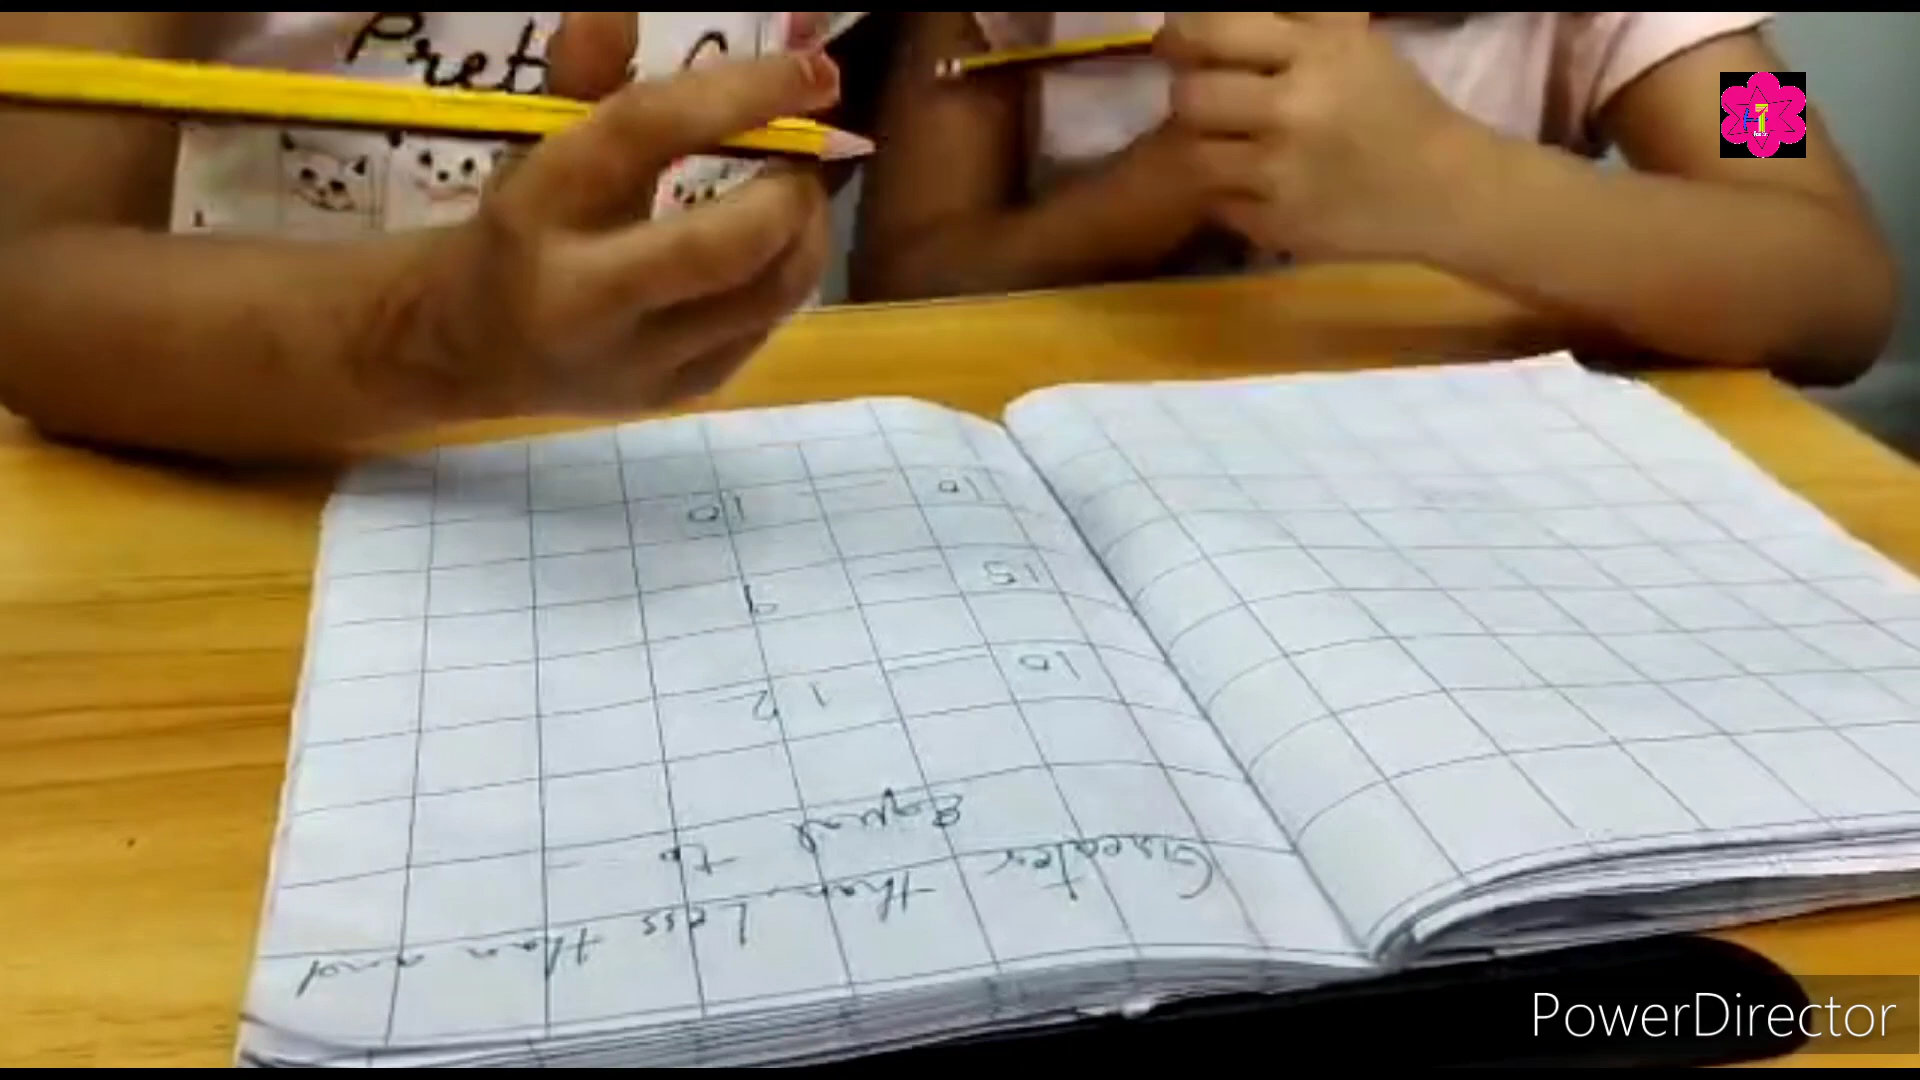 Pret
Greater than Less than and
Equal to
10 — 12
15 — 9
10 — 10
PowerDirector